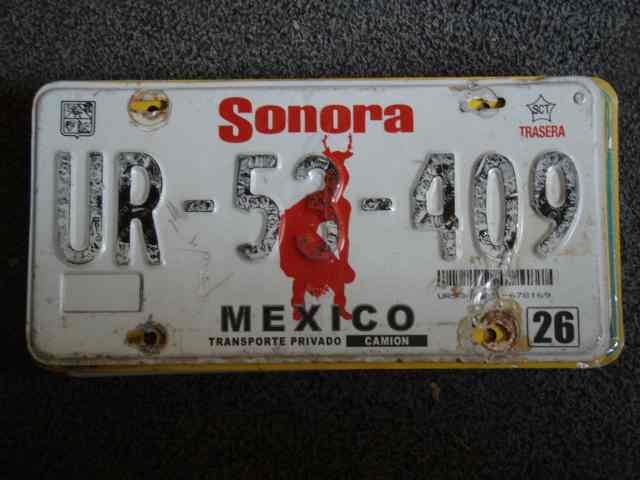 Sonora
SCT
TRASERA
UR-53-409
MEXICO
26
TRANSPORTE PRIVADO CAMION